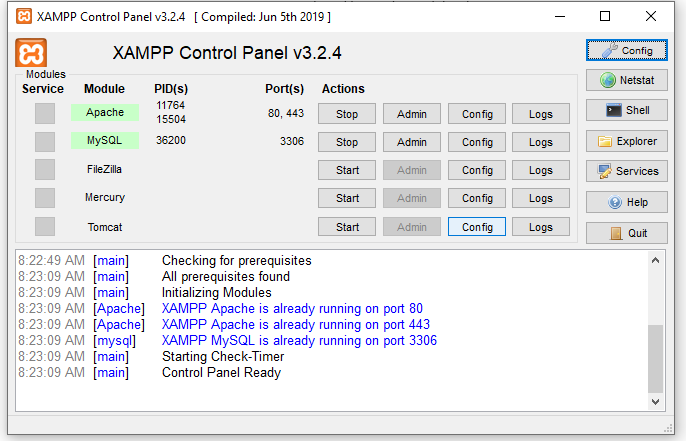 XAMPP Control Panel v3.2.4 [ Compiled: Jun 5th 2019 ]
XAMPP Control Panel v3.2.4
Config
Modules
Service Module PID(s) Port(s) Actions
Netstat
Apache 11764 15504 80, 443 Stop Admin Config Logs
Shell
MySQL 36200 3306 Stop Admin Config Logs
Explorer
FileZilla Start Admin Config Logs
Services
Mercury Start Admin Config Logs
Help
Tomcat Start Admin Config Logs
Quit
8:22:49 AM [main] Checking for prerequisites
8:23:09 AM [main] All prerequisites found
8:23:09 AM [main] Initializing Modules
8:23:09 AM [Apache] XAMPP Apache is already running on port 80
8:23:09 AM [Apache] XAMPP Apache is already running on port 443
8:23:09 AM [mysql] XAMPP MySQL is already running on port 3306
8:23:09 AM [main] Starting Check-Timer
8:23:09 AM [main] Control Panel Ready